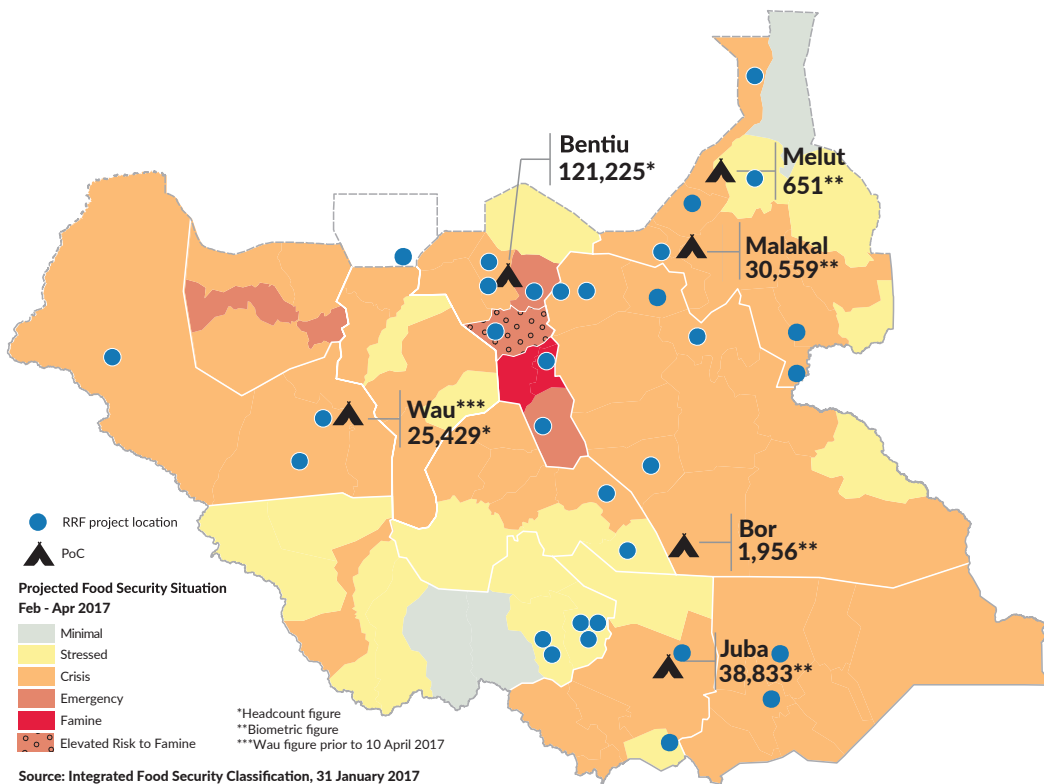 Bentiu
121,225*
Melut
651**
Malakal
30,559**
Wau***
25,429*
Bor
1,956**
Juba
38,833**
RRF project location
PoC
Projected Food Security Situation
Feb - Apr 2017
Minimal
Stressed
Crisis
Emergency
Famine
Elevated Risk to Famine
*Headcount figure
**Biometric figure
***Wau figure prior to 10 April 2017
Source: Integrated Food Security Classification, 31 January 2017